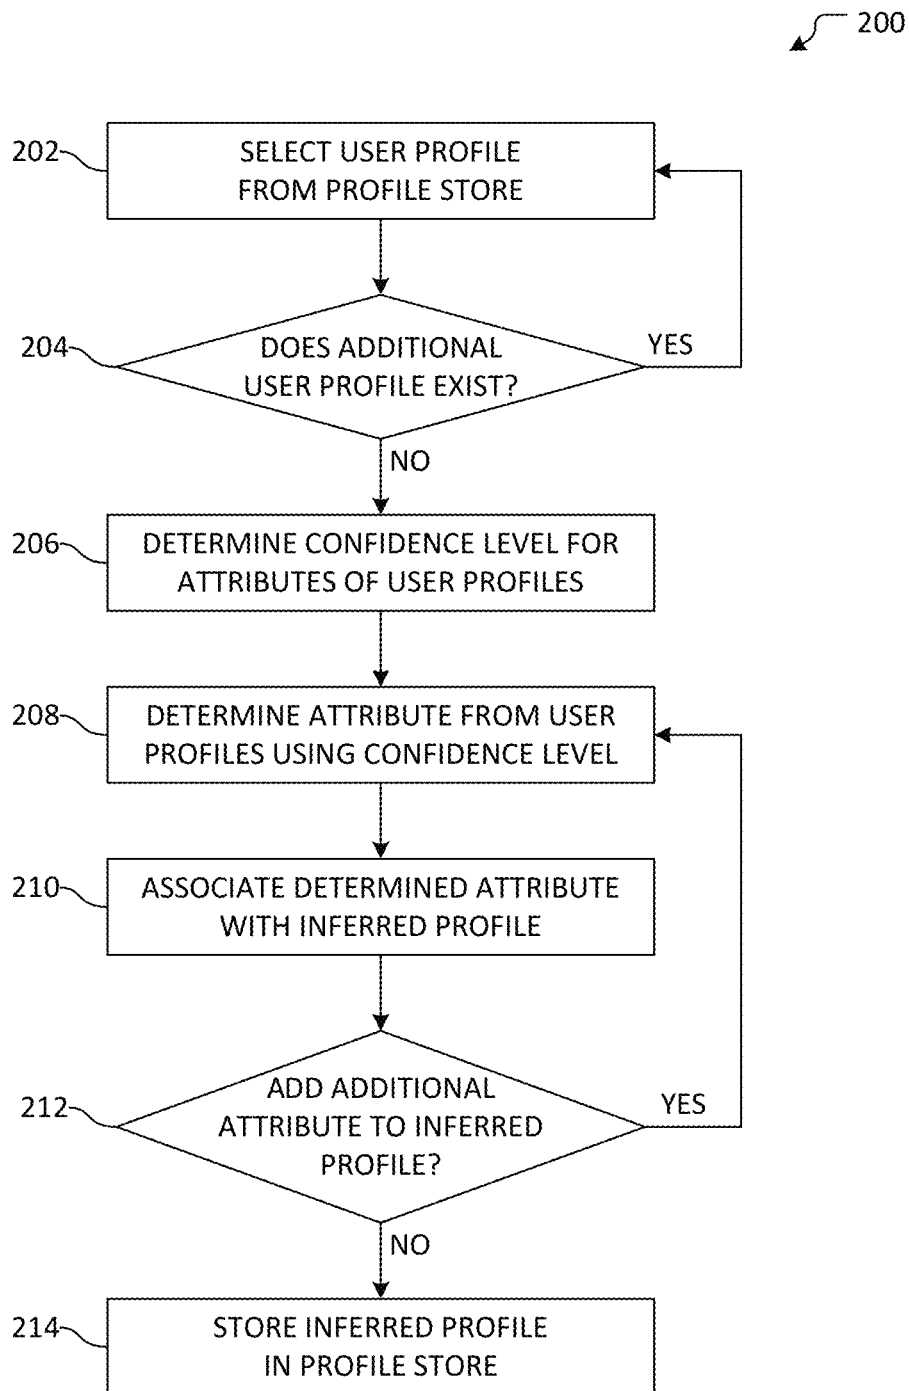 200
202
SELECT USER PROFILE
FROM PROFILE STORE
204
DOES ADDITIONAL
USER PROFILE EXIST?
YES
NO
206
DETERMINE CONFIDENCE LEVEL FOR
ATTRIBUTES OF USER PROFILES
208
DETERMINE ATTRIBUTE FROM USER
PROFILES USING CONFIDENCE LEVEL
210
ASSOCIATE DETERMINED ATTRIBUTE
WITH INFERRED PROFILE
212
ADD ADDITIONAL
ATTRIBUTE TO INFERRED
PROFILE?
YES
NO
214
STORE INFERRED PROFILE
IN PROFILE STORE